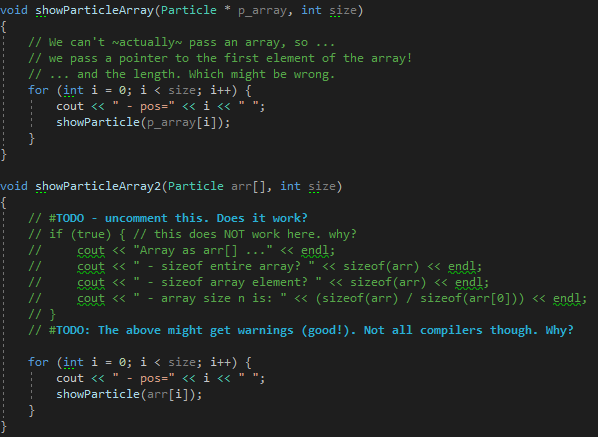 void showParticleArray(Particle * p_array, int size)
{
    // We can't ~actually~ pass an array, so ...
    // we pass a pointer to the first element of the array!
    // ... and the length. Which might be wrong.
    for (int i = 0; i < size; i++) {
        cout << " - pos=" << i << " ";
        showParticle(p_array[i]);
    }
}
void showParticleArray2(Particle arr[], int size)
{
    // #TODO - uncomment this. Does it work?
    // if (true) { // this does NOT work here. why?
    //     cout << "Array as arr[] ..." << endl;
    //     cout << " - sizeof entire array? " << sizeof(arr) << endl;
    //     cout << " - sizeof array element? " << sizeof(arr) << endl;
    //     cout << " - array size n is: " << (sizeof(arr) / sizeof(arr[0])) << endl;
    // }
    // #TODO: The above might get warnings (good!). Not all compilers though. Why?
    for (int i = 0; i < size; i++) {
        cout << " - pos=" << i << " ";
        showParticle(arr[i]);
    }
}